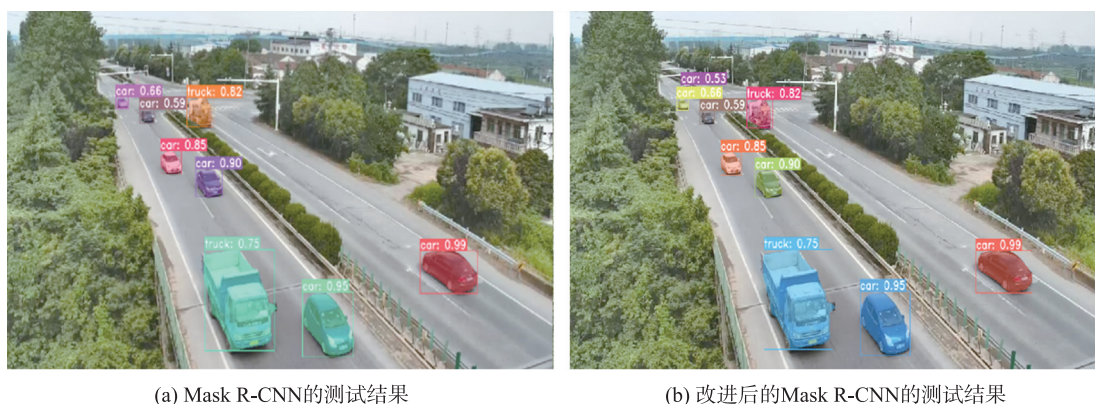 car: 0.66
truck: 0.82
car: 0.59
car: 0.85
car: 0.90
truck: 0.75
car: 0.99
car: 0.95
(a) Mask R-CNN的测试结果
car: 0.53
car: 0.66
truck: 0.82
car: 0.59
car: 0.85
car: 0.90
truck: 0.75
car: 0.99
car: 0.95
(b) 改进后的Mask R-CNN的测试结果